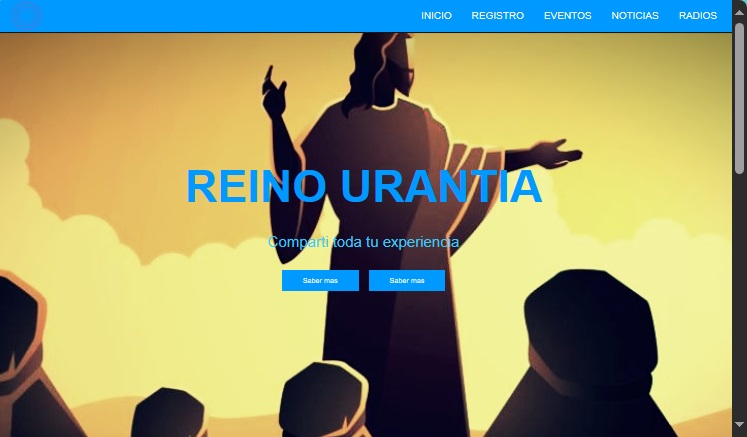 INICIO REGISTRO EVENTOS NOTICIAS RADIOS
REINO URANTIA
Comparti toda tu experiencia
Saber mas Saber mas